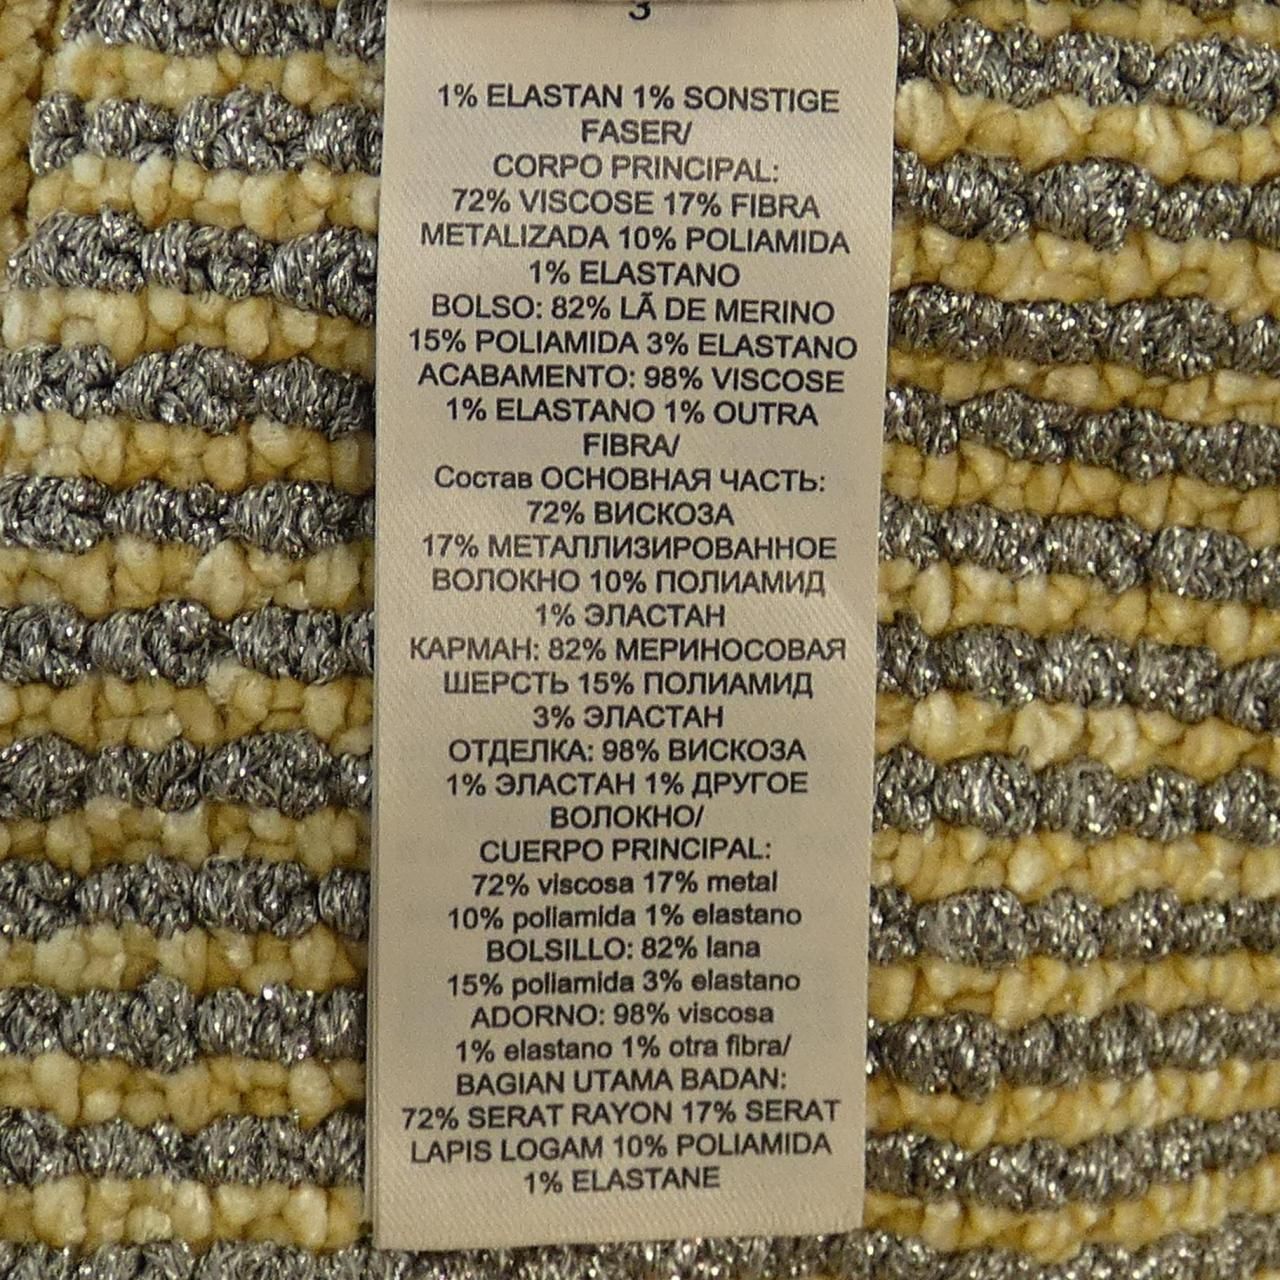 3
1% ELASTAN 1% SONSTIGE
FASER/
CORPO PRINCIPAL:
72% VISCOSE 17% FIBRA
METALIZADA 10% POLIAMIDA
1% ELASTANO
BOLSO: 82% LÃ DE MERINO
15% POLIAMIDA 3% ELASTANO
ACABAMENTO: 98% VISCOSE
1% ELASTANO 1% OUTRA
FIBRA/
Состав ОСНОВНАЯ ЧАСТЬ:
72% ВИСКОЗА
17% МЕТАЛЛИЗИРОВАННОЕ
ВОЛОКНО 10% ПОЛИАМИД
1% ЭЛАСТАН
КАРМАН: 82% МЕРИНОСОВАЯ
ШЕРСТЬ 15% ПОЛИАМИД
3% ЭЛАСТАН
ОТДЕЛКА: 98% ВИСКОЗА
1% ЭЛАСТАН 1% ДРУГОЕ
ВОЛОКНО/
CUERPO PRINCIPAL:
72% viscosa 17% metal
10% poliamida 1% elastano
BOLSILLO: 82% lana
15% poliamida 3% elastano
ADORNO: 98% viscosa
1% elastano 1% otra fibra/
BAGIAN UTAMA BADAN:
72% SERAT RAYON 17% SERAT
LAPIS LOGAM 10% POLIAMIDA
1% ELASTANE